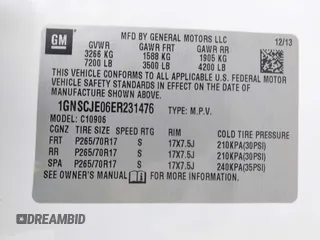 GM
MFD BY GENERAL MOTORS LLC 12/13
GVWR GAWR FRT GAWR RR
3266 KG 1588 KG 1905 KG
7200 LB 3500 LB 4200 LB
THIS VEHICLE CONFORMS TO ALL APPLICABLE U.S. FEDERAL MOTOR
VEHICLE SAFETY AND BUMPER STANDARDS IN EFFECT ON THE DATE OF
MANUFACTURE SHOWN ABOVE.
1GNSCJE06ER231476 TYPE: M.P.V.
MODEL: C10906
CGNZ TIRE SIZE SPEED RTG RIM COLD TIRE PRESSURE
FRT P265/70R17 S 17X7.5J 210KPA(30PSI)
RR P265/70R17 S 17X7.5J 210KPA(30PSI)
SPA P265/70R17 S 17X7.5J 240KPA(35PSI)
SEE OWNER'S MANUAL FOR MORE INFORMATION.
DREAMBID